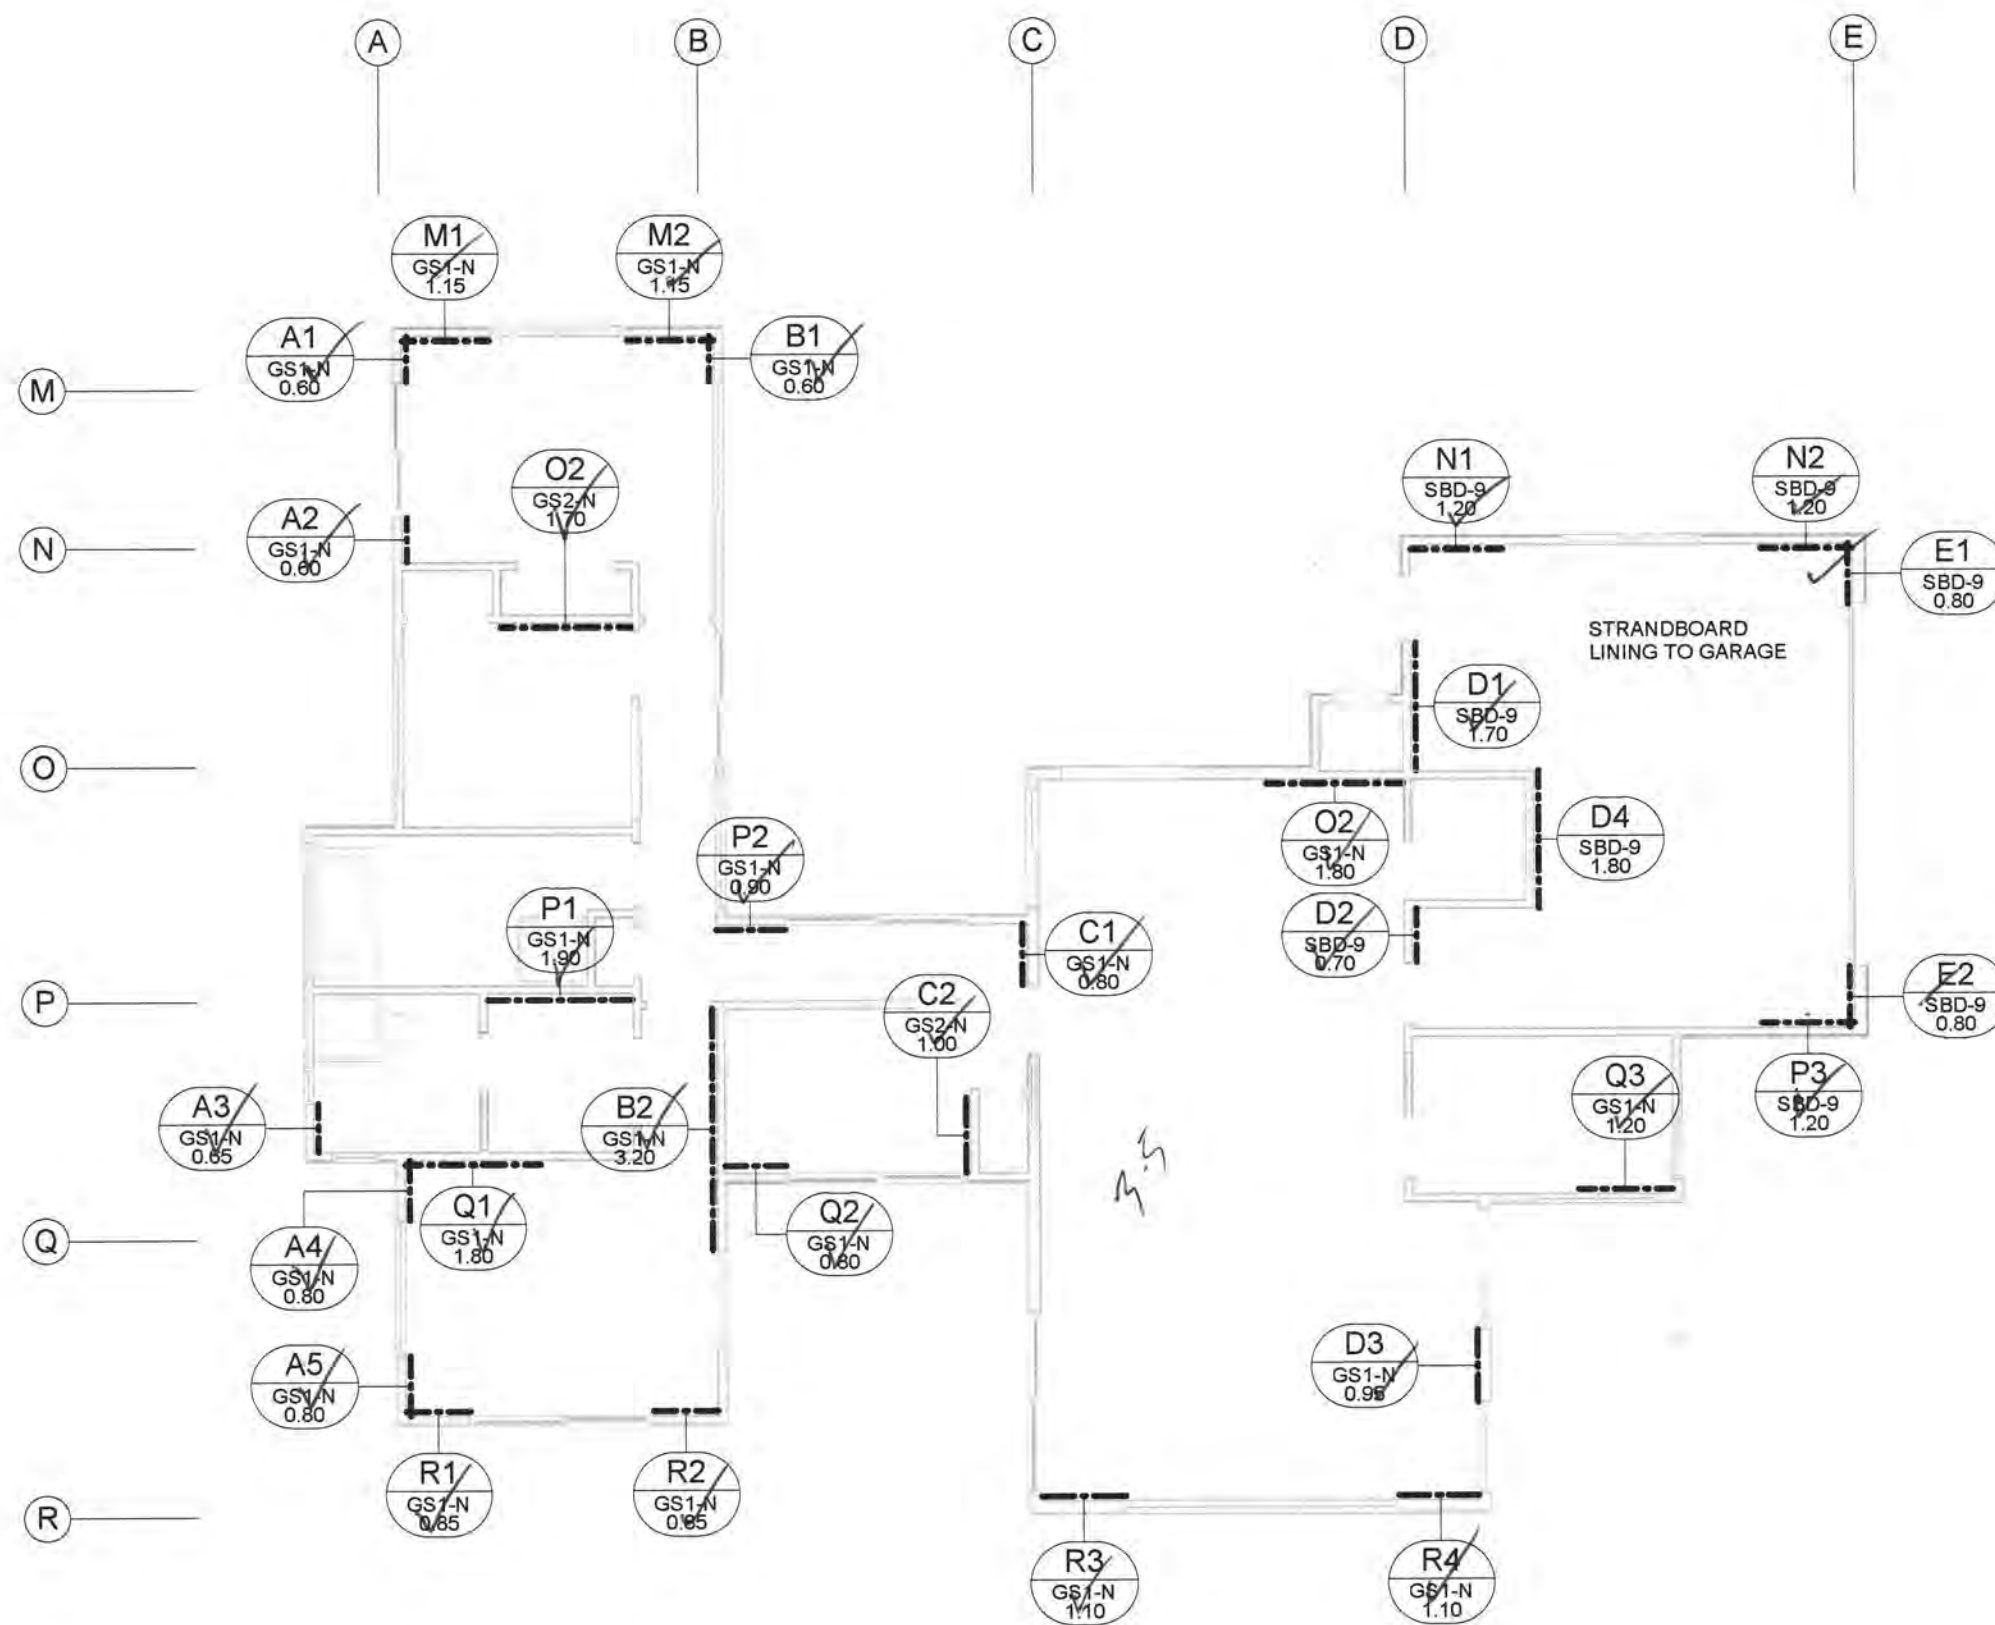 A
B
C
D
E
M1
GS1-N
1.15
M2
GS1-N
1.15
A1
GS1-N
0.60
B1
GS1-N
0.60
M
O2
GS2-N
1.70
N1
SBD-9
1.20
N2
SBD-9
1.20
A2
GS1-N
0.60
N
E1
SBD-9
0.80
STRANDBOARD
LINING TO GARAGE
D1
SBD-9
1.70
O
P2
GS1-N
0.90
O2
GS1-N
1.80
D4
SBD-9
1.80
P1
GS1-N
1.90
C1
GS1-N
0.80
D2
SBD-9
0.70
P
C2
GS2-N
1.00
E2
SBD-9
0.80
A3
GS1-N
0.65
B2
GS1-N
3.20
Q3
GS1-N
1.20
P3
SBD-9
1.20
Q
Q1
GS1-N
1.80
Q2
GS1-N
0.80
A4
GS1-N
0.80
A5
GS1-N
0.80
D3
GS1-N
0.95
R
R1
GS1-N
0.85
R2
GS1-N
0.85
R3
GS1-N
1.10
R4
GS1-N
1.10